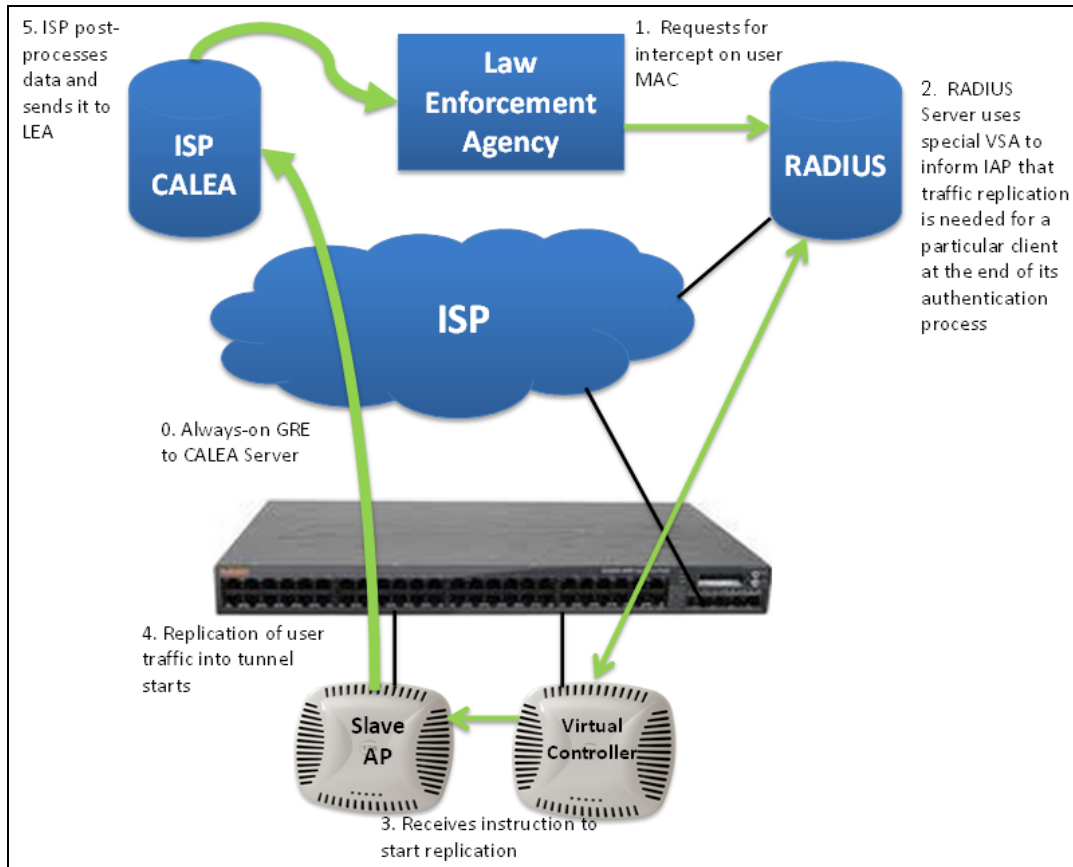 5. ISP post-
processes
data and
sends it to
LEA
Law
Enforcement
Agency
1. Requests for
intercept on user
MAC
ISP
CALEA
RADIUS
2. RADIUS
Server uses
special VSA to
inform IAP that
traffic replication
is needed for a
particular client
at the end of its
authentication
process
ISP
0. Always-on GRE
to CALEA Server
4. Replication of user
traffic into tunnel
starts
Slave
AP
Virtual
Controller
3. Receives instruction to
start replication